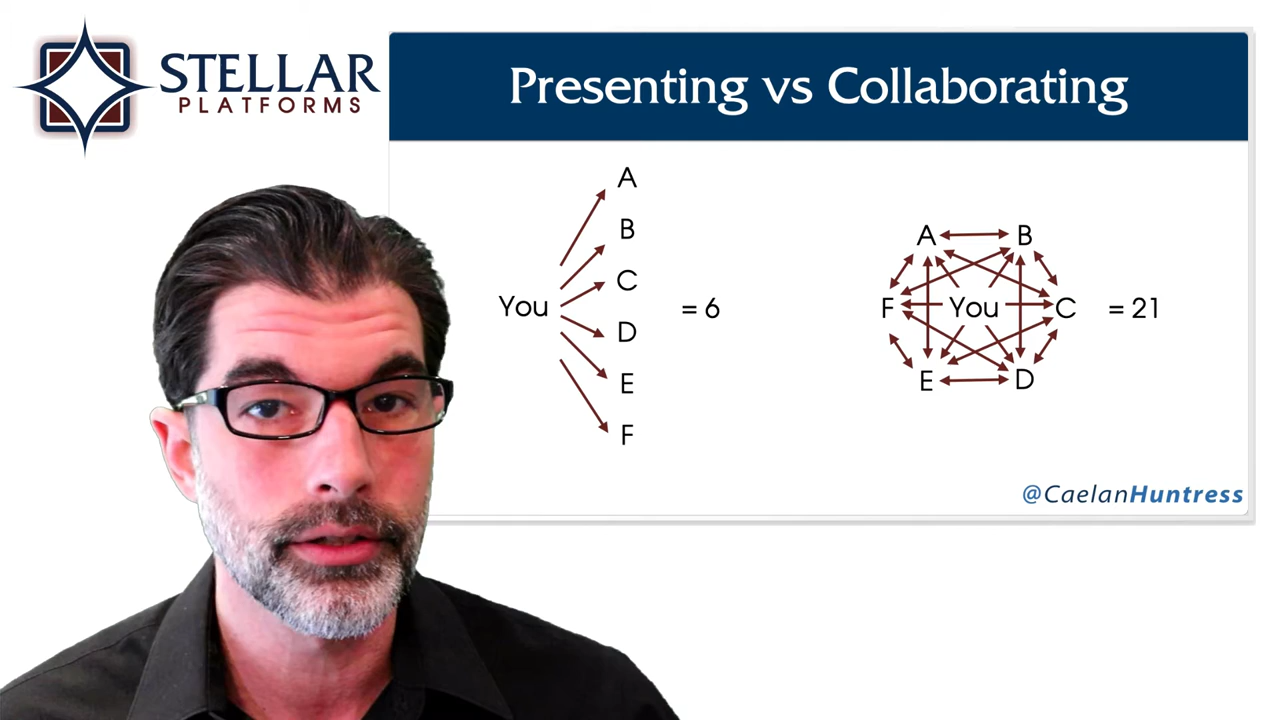 STELLAR
PLATFORMS
Presenting vs Collaborating
A
B
C
You
D
E
F
= 6
A B
F You C = 21
E D
@CaelanHuntress